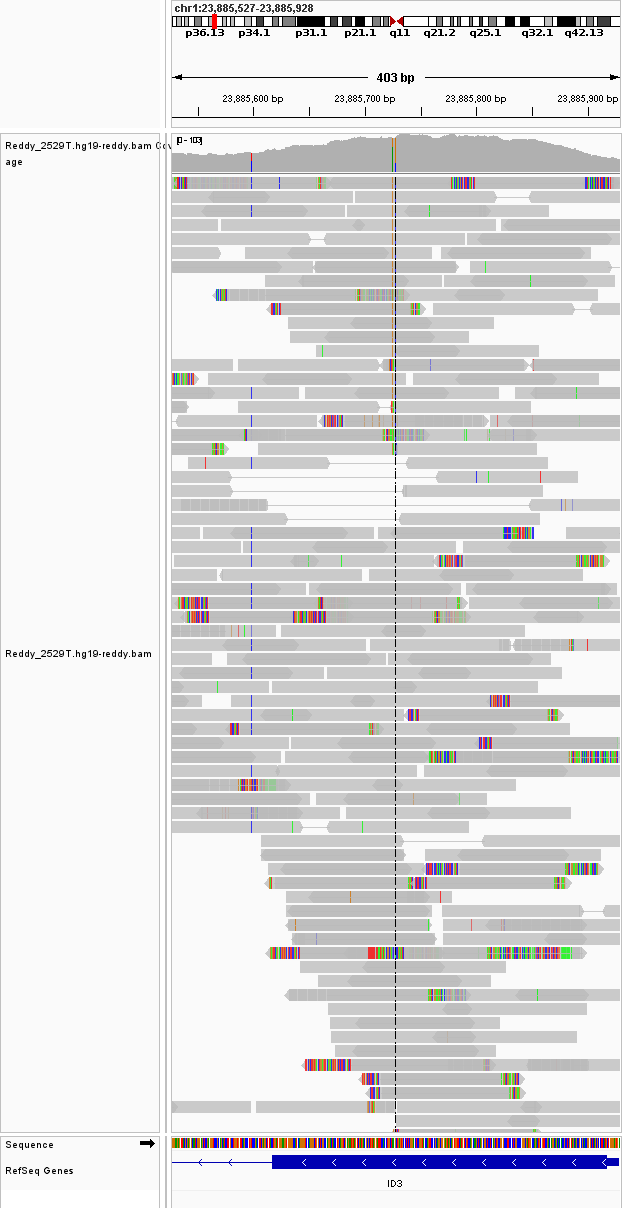 chr1:23,885,527-23,885,928
p36.13 p34.1 p31.1 p21.1 q11 q21.2 q25.1 q32.1 q42.13
403 bp
23,885,600 bp 23,885,700 bp 23,885,800 bp 23,885,900 bp
[0 - 103]
Reddy_2529T.hg19-reddy.bam Cov
age
Reddy_2529T.hg19-reddy.bam
Sequence
RefSeq Genes
ID3